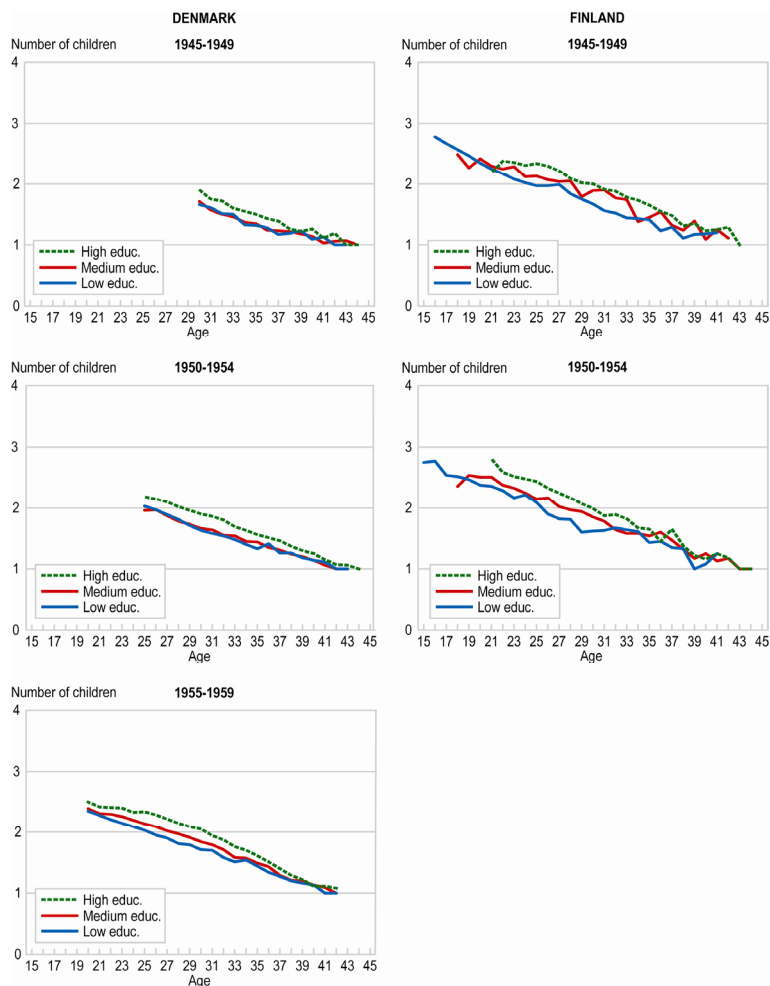 DENMARK
Number of children 1945-1949
4
3
2
1
0
High educ.
Medium educ.
Low educ.
15 17 19 21 23 25 27 29 31 33 35 37 39 41 43 45
Age
FINLAND
Number of children 1945-1949
4
3
2
1
0
High educ.
Medium educ.
Low educ.
15 17 19 21 23 25 27 29 31 33 35 37 39 41 43 45
Age
Number of children 1950-1954
4
3
2
1
0
High educ.
Medium educ.
Low educ.
15 17 19 21 23 25 27 29 31 33 35 37 39 41 43 45
Age
Number of children 1950-1954
4
3
2
1
0
High educ.
Medium educ.
Low educ.
15 17 19 21 23 25 27 29 31 33 35 37 39 41 43 45
Age
Number of children 1955-1959
4
3
2
1
0
High educ.
Medium educ.
Low educ.
15 17 19 21 23 25 27 29 31 33 35 37 39 41 43 45
Age